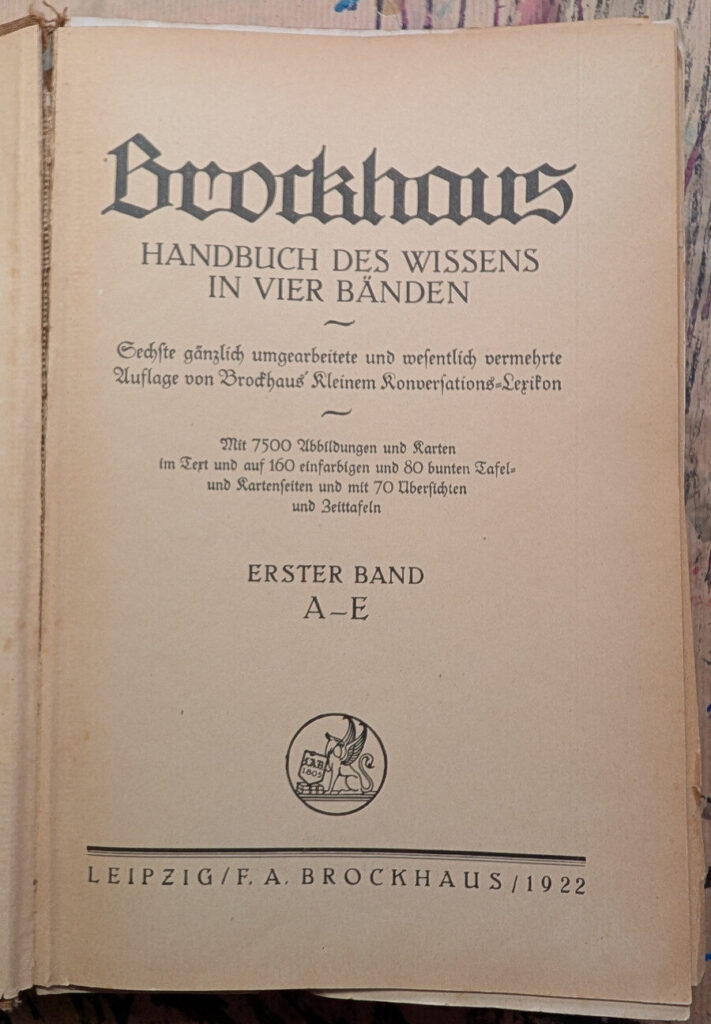 Brockhaus
HANDBUCH DES WISSENS
IN VIER BÄNDEN
Sechste gänzlich umgearbeitete und wesentlich vermehrte
Auflage von Brockhaus' Kleinem Konversations-Lexikon
Mit 7500 Abbildungen und Karten
im Text und auf 160 einfarbigen und 80 bunten Tafel-
und Kartenseiten und mit 70 Übersichten
und Zeittafeln
ERSTER BAND
A–E
FAB
1805
LEIPZIG/F. A. BROCKHAUS/1922